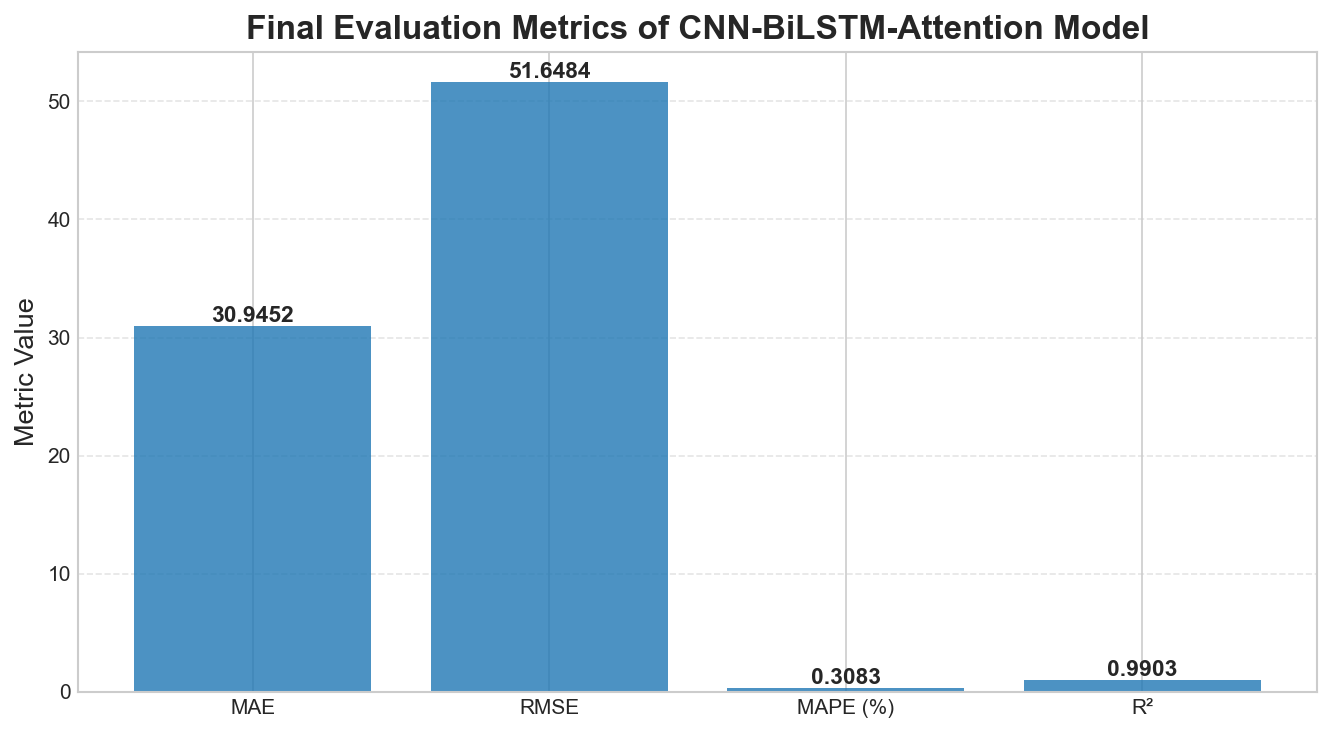 Final Evaluation Metrics of CNN-BiLSTM-Attention Model
Metric Value
50
40
30
20
10
0
51.6484
30.9452
0.3083
0.9903
MAE
RMSE
MAPE (%)
R²